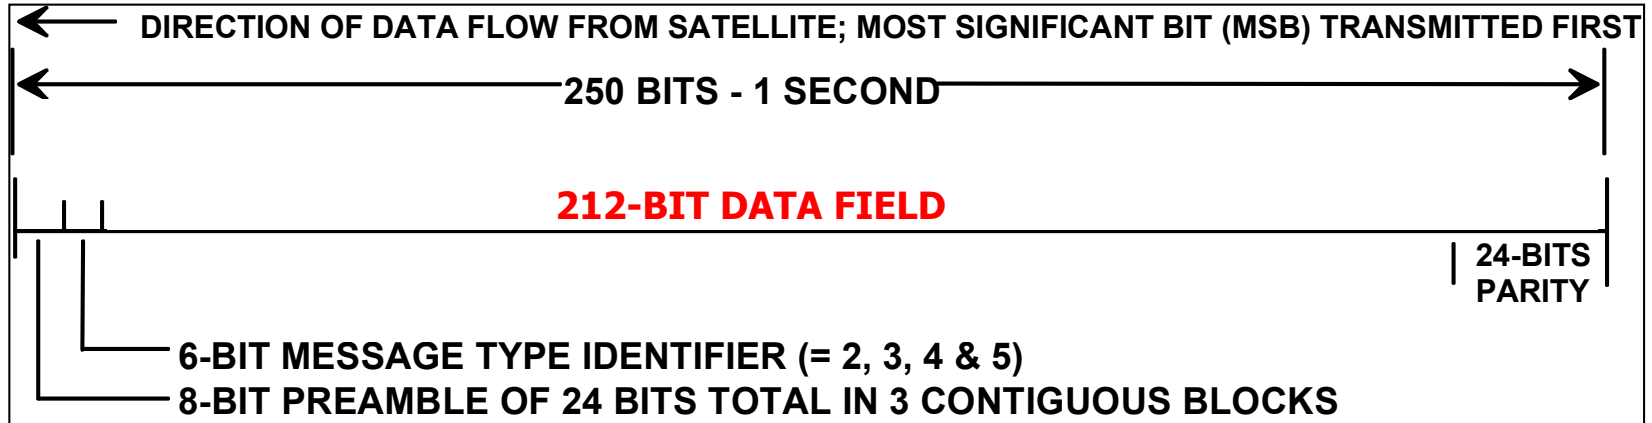 DIRECTION OF DATA FLOW FROM SATELLITE; MOST SIGNIFICANT BIT (MSB) TRANSMITTED FIRST
250 BITS - 1 SECOND
212-BIT DATA FIELD
24-BITS
PARITY
6-BIT MESSAGE TYPE IDENTIFIER (= 2, 3, 4 & 5)
8-BIT PREAMBLE OF 24 BITS TOTAL IN 3 CONTIGUOUS BLOCKS